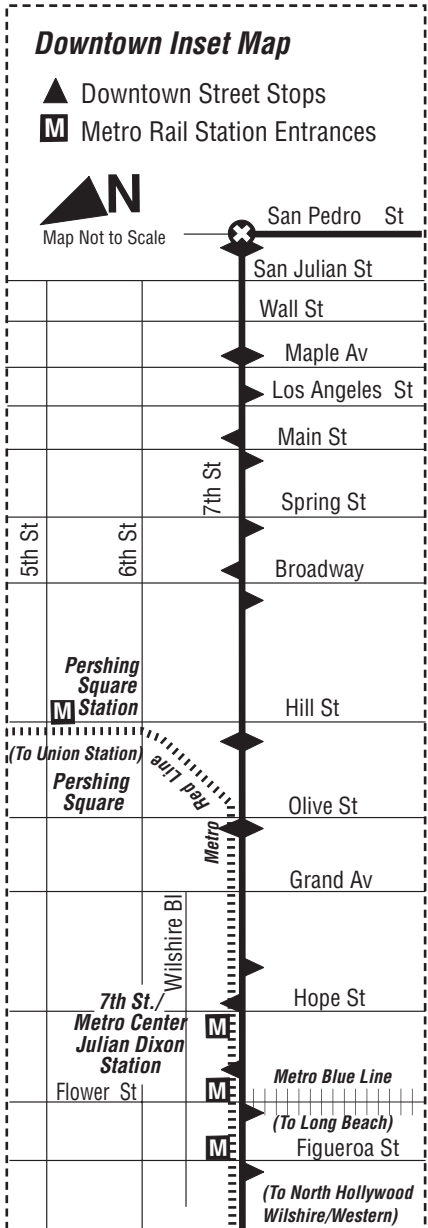 Downtown Inset Map
Downtown Street Stops
M Metro Rail Station Entrances
N
Map Not to Scale
San Pedro St
San Julian St
Wall St
Maple Av
Los Angeles St
Main St
7th St
Spring St
5th St
6th St
Broadway
Pershing
Square
M Station
Hill St
(To Union Station)
Red Line
Pershing
Square
Olive St
Metro
Grand Av
Wilshire Bl
7th St./
Metro Center
Julian Dixon
Station
Hope St
M
Metro Blue Line
Flower St
M
(To Long Beach)
Figueroa St
M
(To North Hollywood
Wilshire/Western)